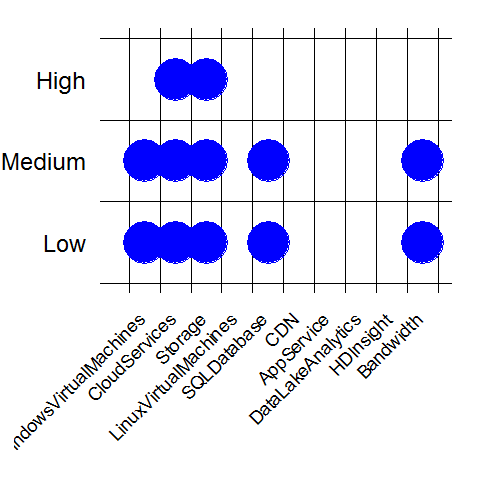 High
Medium
Low
ndowsVirtualMachines
CloudServices
Storage
LinuxVirtualMachines
SQLDatabase
CDN
AppService
DataLakeAnalytics
HDInsight
Bandwidth